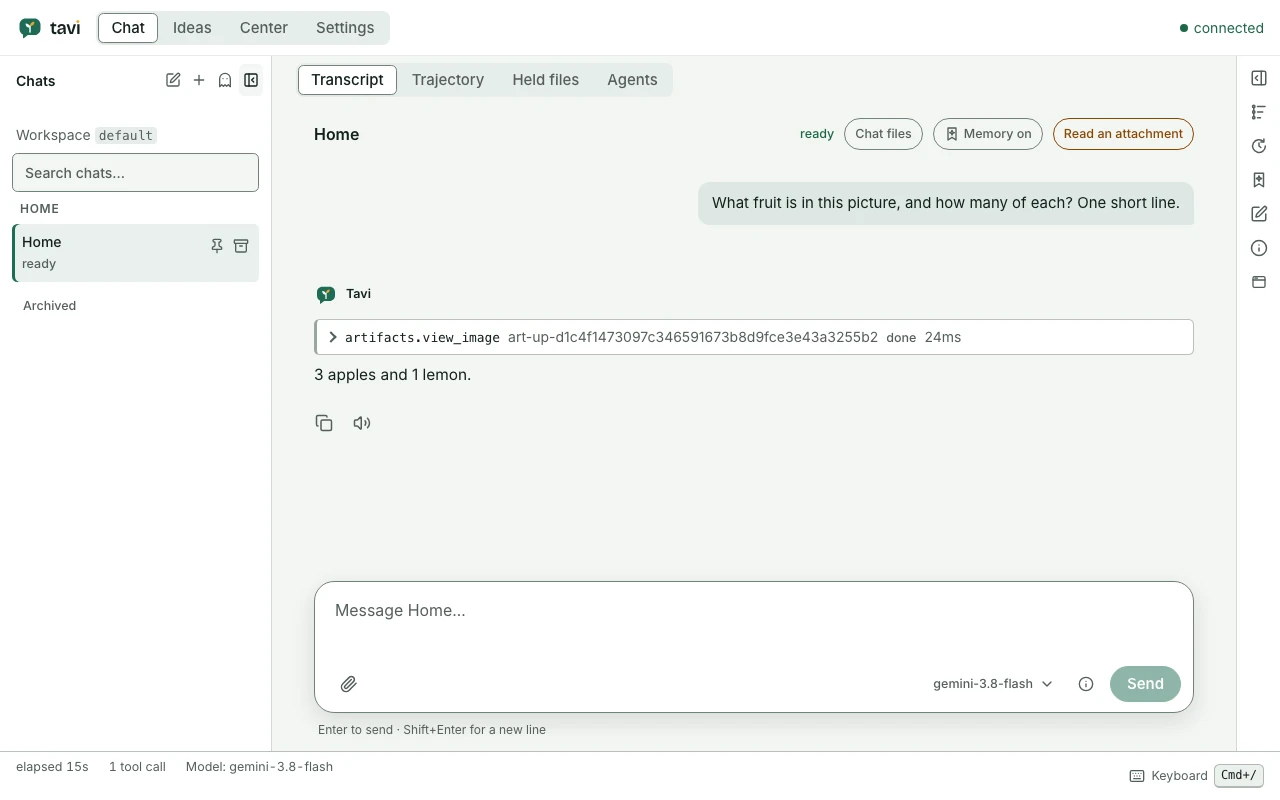 tavi
Chat Ideas Center Settings
connected
Chats
Transcript Trajectory Held files Agents
Workspace default
Search chats...
HOME
Home
ready
Archived
Home
ready Chat files Memory on Read an attachment
What fruit is in this picture, and how many of each? One short line.
Tavi
artifacts.view_image art-up-d1c4f1473097c346591673b8d9fce3e43a3255b2 done 24ms
3 apples and 1 lemon.
Message Home...
gemini-3.8-flash Send
Enter to send · Shift+Enter for a new line
elapsed 15s 1 tool call Model: gemini-3.8-flash
Keyboard Cmd+/